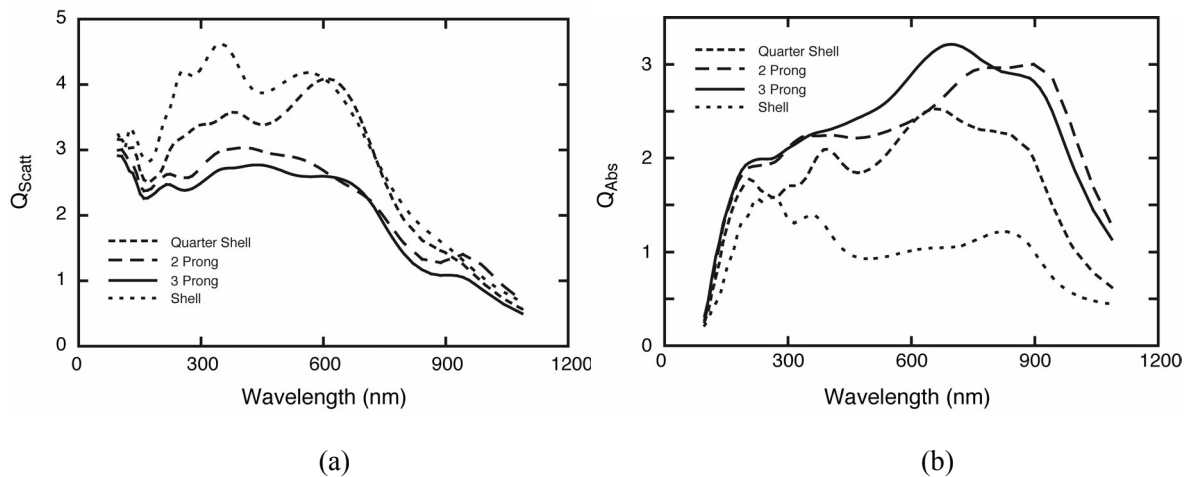 5
4
3
2
1
0
Q_Scatt
Quarter Shell
2 Prong
3 Prong
Shell
0 300 600 900 1200
Wavelength (nm)
(a)
3
2
1
0
Q_Abs
Quarter Shell
2 Prong
3 Prong
Shell
0 300 600 900 1200
Wavelength (nm)
(b)